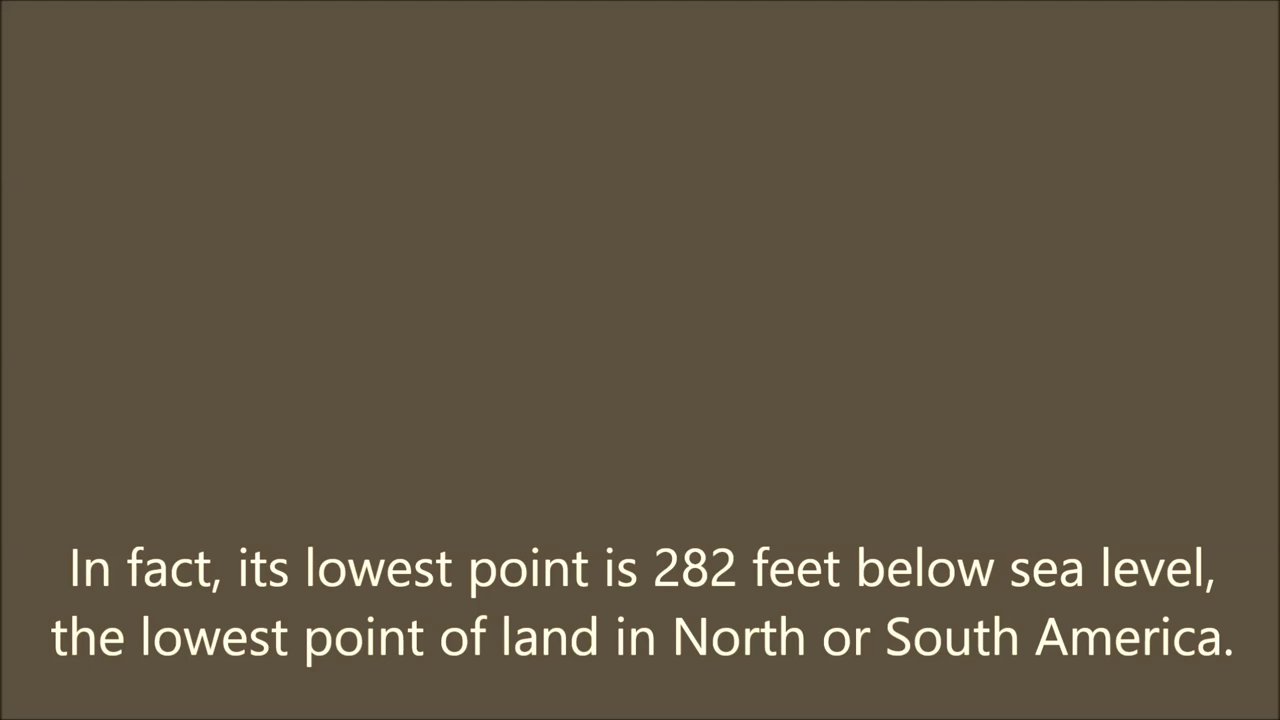 In fact, its lowest point is 282 feet below sea level,
the lowest point of land in North or South America.